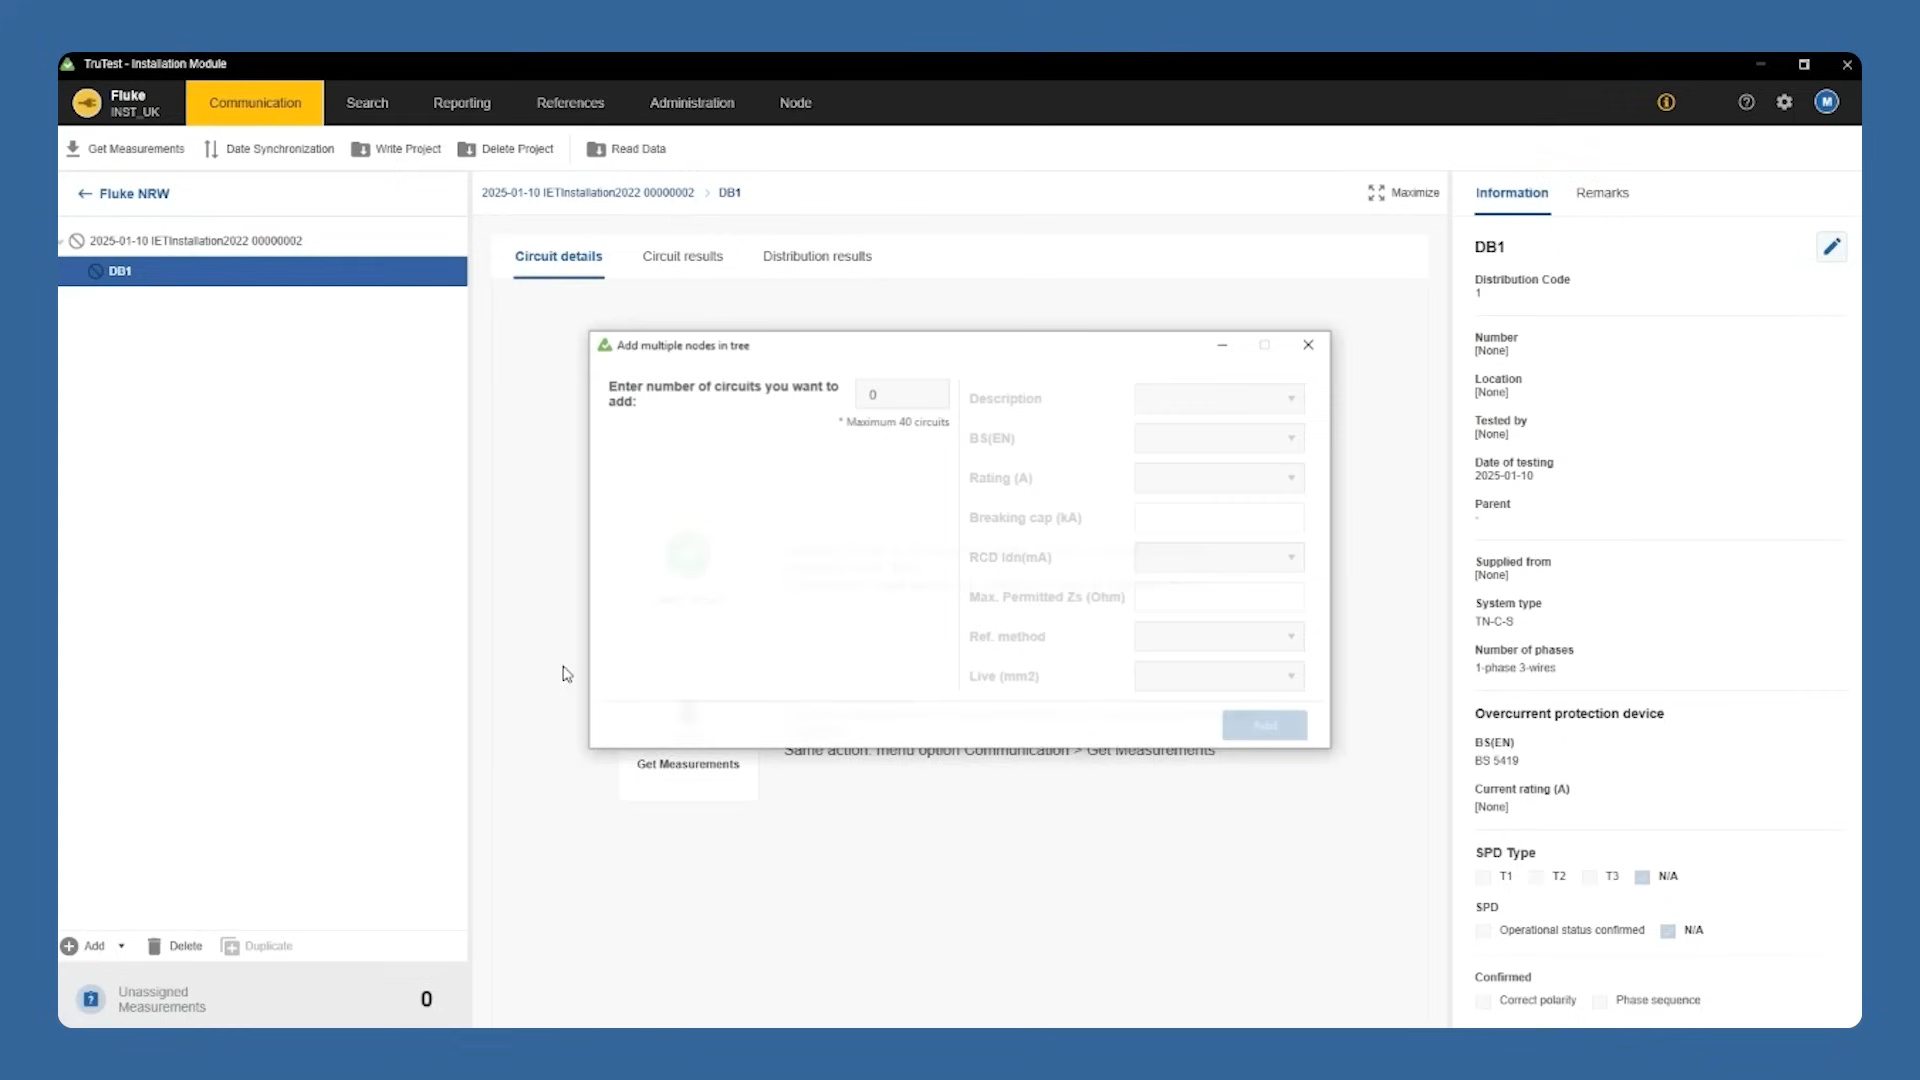 TruTest - Installation Module
Fluke
INST_UK
Communication
Search
Reporting
References
Administration
Node
M
Get Measurements
Date Synchronization
Write Project
Delete Project
Read Data
← Fluke NRW
2025-01-10 IETInstallation2022 00000002
DB1
2025-01-10 IETInstallation2022 00000002 > DB1
Maximize
Circuit details
Circuit results
Distribution results
Add multiple nodes in tree
Enter number of circuits you want to
add:
0
* Maximum 40 circuits
Description
BS(EN)
Rating (A)
Breaking cap (kA)
RCD Idn(mA)
Max. Permitted Zs (Ohm)
Ref. method
Live (mm2)
Add
Same action: menu option Communication > Get Measurements
Get Measurements
Add
Delete
Duplicate
Unassigned
Measurements
0
Information
Remarks
DB1
Distribution Code
1
Number
[None]
Location
[None]
Tested by
[None]
Date of testing
2025-01-10
Parent
-
Supplied from
[None]
System type
TN-C-S
Number of phases
1-phase 3-wires
Overcurrent protection device
BS(EN)
BS 5419
Current rating (A)
[None]
SPD Type
T1 T2 T3 N/A
SPD
Operational status confirmed N/A
Confirmed
Correct polarity Phase sequence